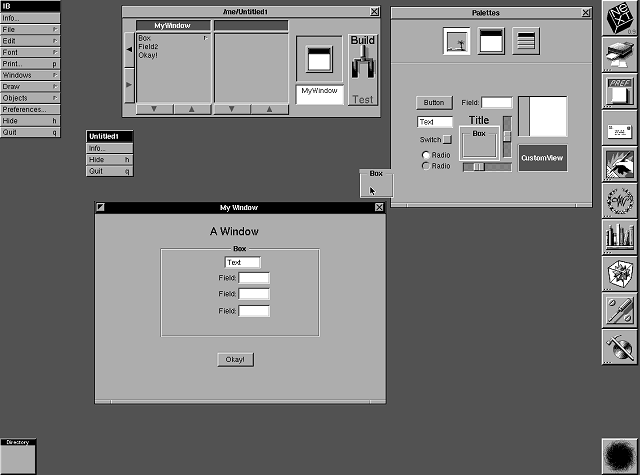 IB
Info...
File
Edit
Font
Print... p
Windows
Draw
Objects
Preferences...
Hide h
Quit q
Untitled1
Info...
Hide h
Quit q
/me/Untitled1
MyWindow
Box
Field2
Okay!
MyWindow
Build
Test
Palettes
Button
Field:
Text
Title
Switch
Box
Radio
Radio
CustomView
Box
My Window
A Window
Box
Text
Field:
Field:
Field:
Okay!
PREF
Directory